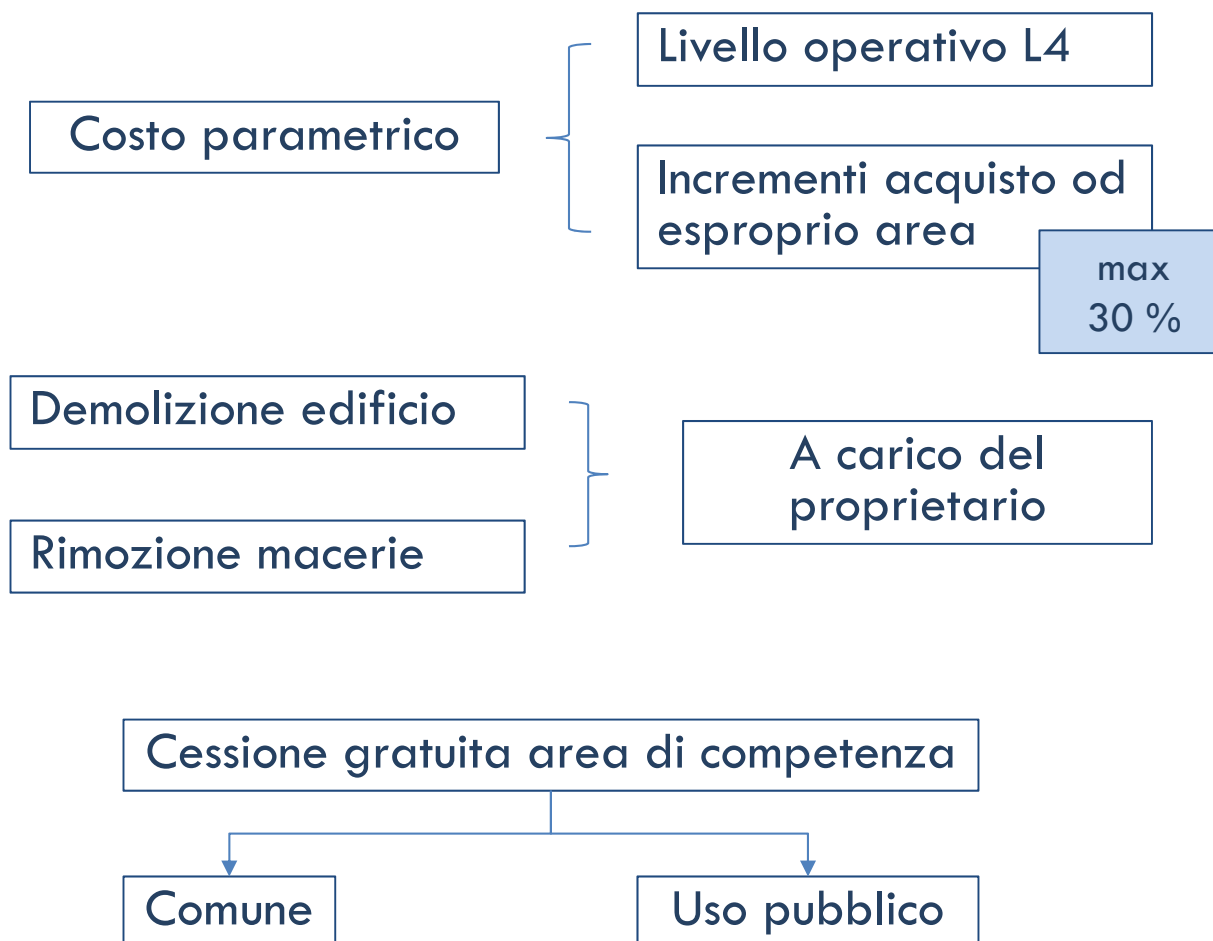 Livello operativo L4
Costo parametrico
Incrementi acquisto od
esproprio area
max
30 %
Demolizione edificio
A carico del
proprietario
Rimozione macerie
Cessione gratuita area di competenza
Comune
Uso pubblico